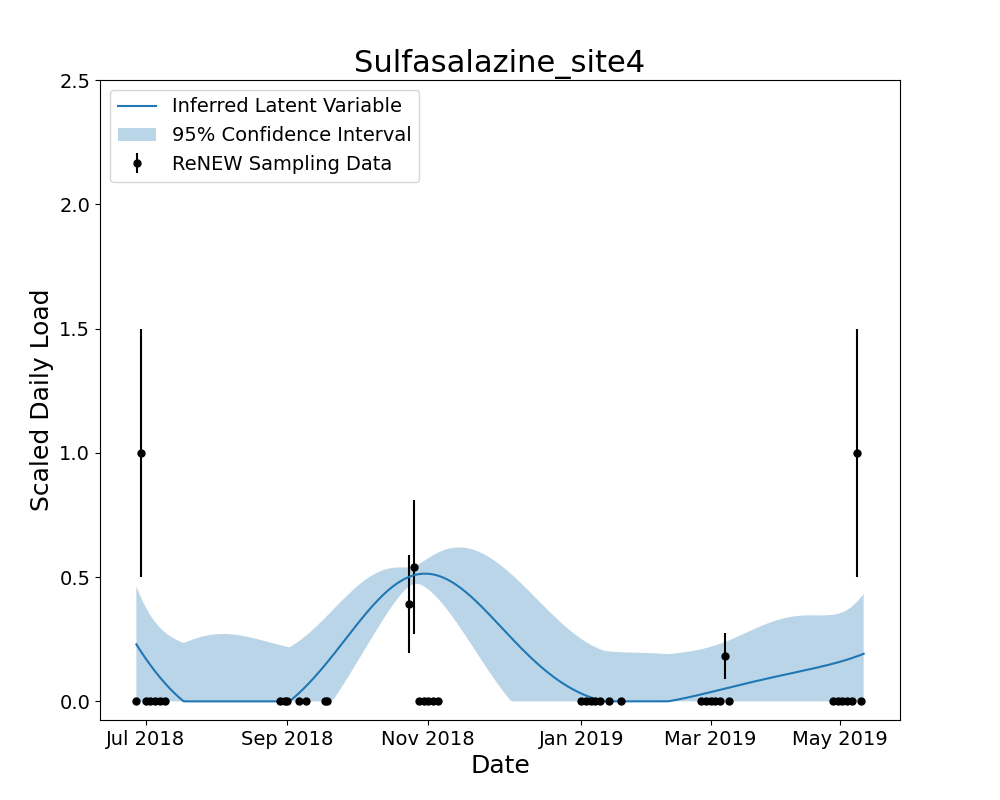 Sulfasalazine_site4
2.5
Inferred Latent Variable
95% Confidence Interval
ReNEW Sampling Data
2.0
1.5
1.0
0.5
0.0
Scaled Daily Load
Jul 2018 Sep 2018 Nov 2018 Jan 2019 Mar 2019 May 2019
Date